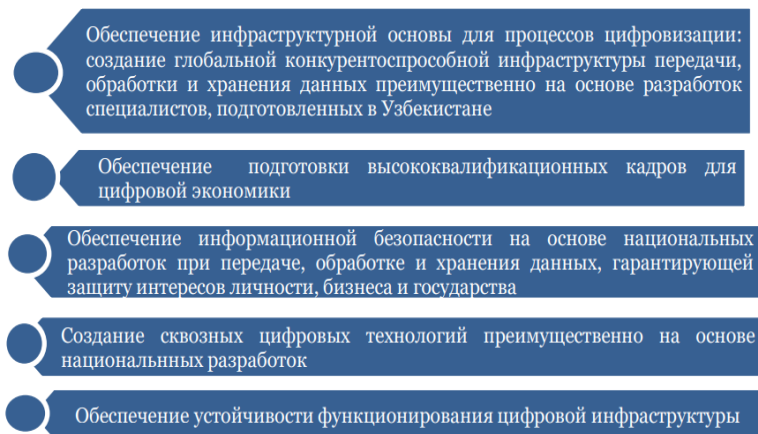 Обеспечение инфраструктурной основы для процессов цифровизации:
создание глобальной конкурентоспособной инфраструктуры передачи,
обработки и хранения данных преимущественно на основе разработок
специалистов, подготовленных в Узбекистане
Обеспечение подготовки высококвалификационных кадров для
цифровой экономики
Обеспечение информационной безопасности на основе национальных
разработок при передаче, обработке и хранения данных, гарантирующей
защиту интересов личности, бизнеса и государства
Создание сквозных цифровых технологий преимущественно на основе
национальннных разработок
Обеспечение устойчивости функционирования цифровой инфраструктуры